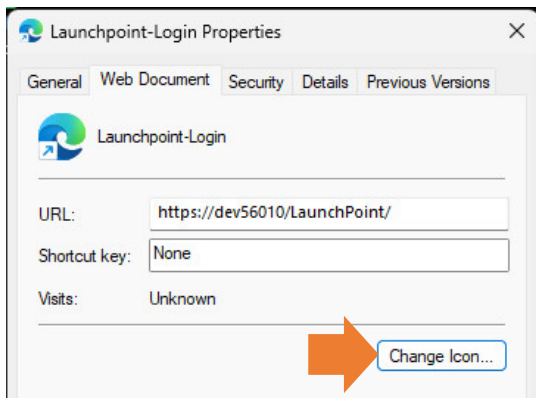 Launchpoint-Login Properties
General Web Document Security Details Previous Versions
Launchpoint-Login
URL: https://dev56010/LaunchPoint/
Shortcut key: None
Visits: Unknown
Change Icon...